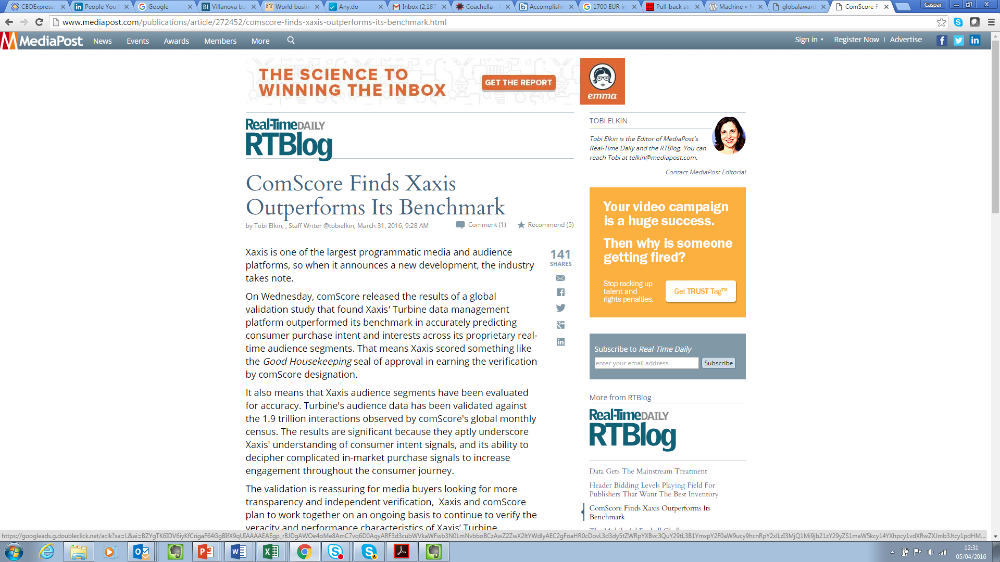 CEOExpress
People You
Google
Villanova bu
World busin
Any.do
Inbox (2,187
Coachella -
Accomplishm
1700 EUR in
Pull-back stu
Machine « N
globalaward
ComScore F
Caspar
www.mediapost.com/publications/article/272452/comscore-finds-xaxis-outperforms-its-benchmark.html
MediaPost News Events Awards Members More
Sign in Register Now | Advertise
THE SCIENCE TO
WINNING THE INBOX
GET THE REPORT
emma
Real-TimeDAILY
RTBlog
ComScore Finds Xaxis
Outperforms Its Benchmark
by Tobi Elkin, , Staff Writer @tobielkin, March 31, 2016, 9:28 AM
Comment (1)
Recommend (5)
Xaxis is one of the largest programmatic media and audience
platforms, so when it announces a new development, the industry
takes note.
On Wednesday, comScore released the results of a global
validation study that found Xaxis' Turbine data management
platform outperformed its benchmark in accurately predicting
consumer purchase intent and interests across its proprietary real-
time audience segments. That means Xaxis scored something like
the Good Housekeeping seal of approval in earning the verification
by comScore designation.
It also means that Xaxis audience segments have been evaluated
for accuracy. Turbine's audience data has been validated against
the 1.9 trillion interactions observed by comScore's global monthly
census. The results are significant because they aptly underscore
Xaxis' understanding of consumer intent signals, and its ability to
decipher complicated in-market purchase signals to increase
engagement throughout the consumer journey.
The validation is reassuring for media buyers looking for more
transparency and independent verification,  Xaxis and comScore
plan to work together on an ongoing basis to continue to verify the
veracity and performance characteristics of Xaxis' Turbine
141
SHARES
TOBI ELKIN
Tobi Elkin is the Editor of MediaPost's
Real-Time Daily and the RTBlog. You can
reach Tobi at telkin@mediapost.com.
Contact MediaPost Editorial
Your video campaign
is a huge success.
Then why is someone
getting fired?
Stop racking up
talent and
rights penalties.
Get TRUST Tag™
Subscribe to Real-Time Daily
enter your email address
Subscribe
More from RTBlog
Real-TimeDAILY
RTBlog
Data Gets The Mainstream Treatment
Header Bidding Levels Playing Field For
Publishers That Want The Best Inventory
ComScore Finds Xaxis Outperforms Its
Benchmark
12:31
05/04/2016